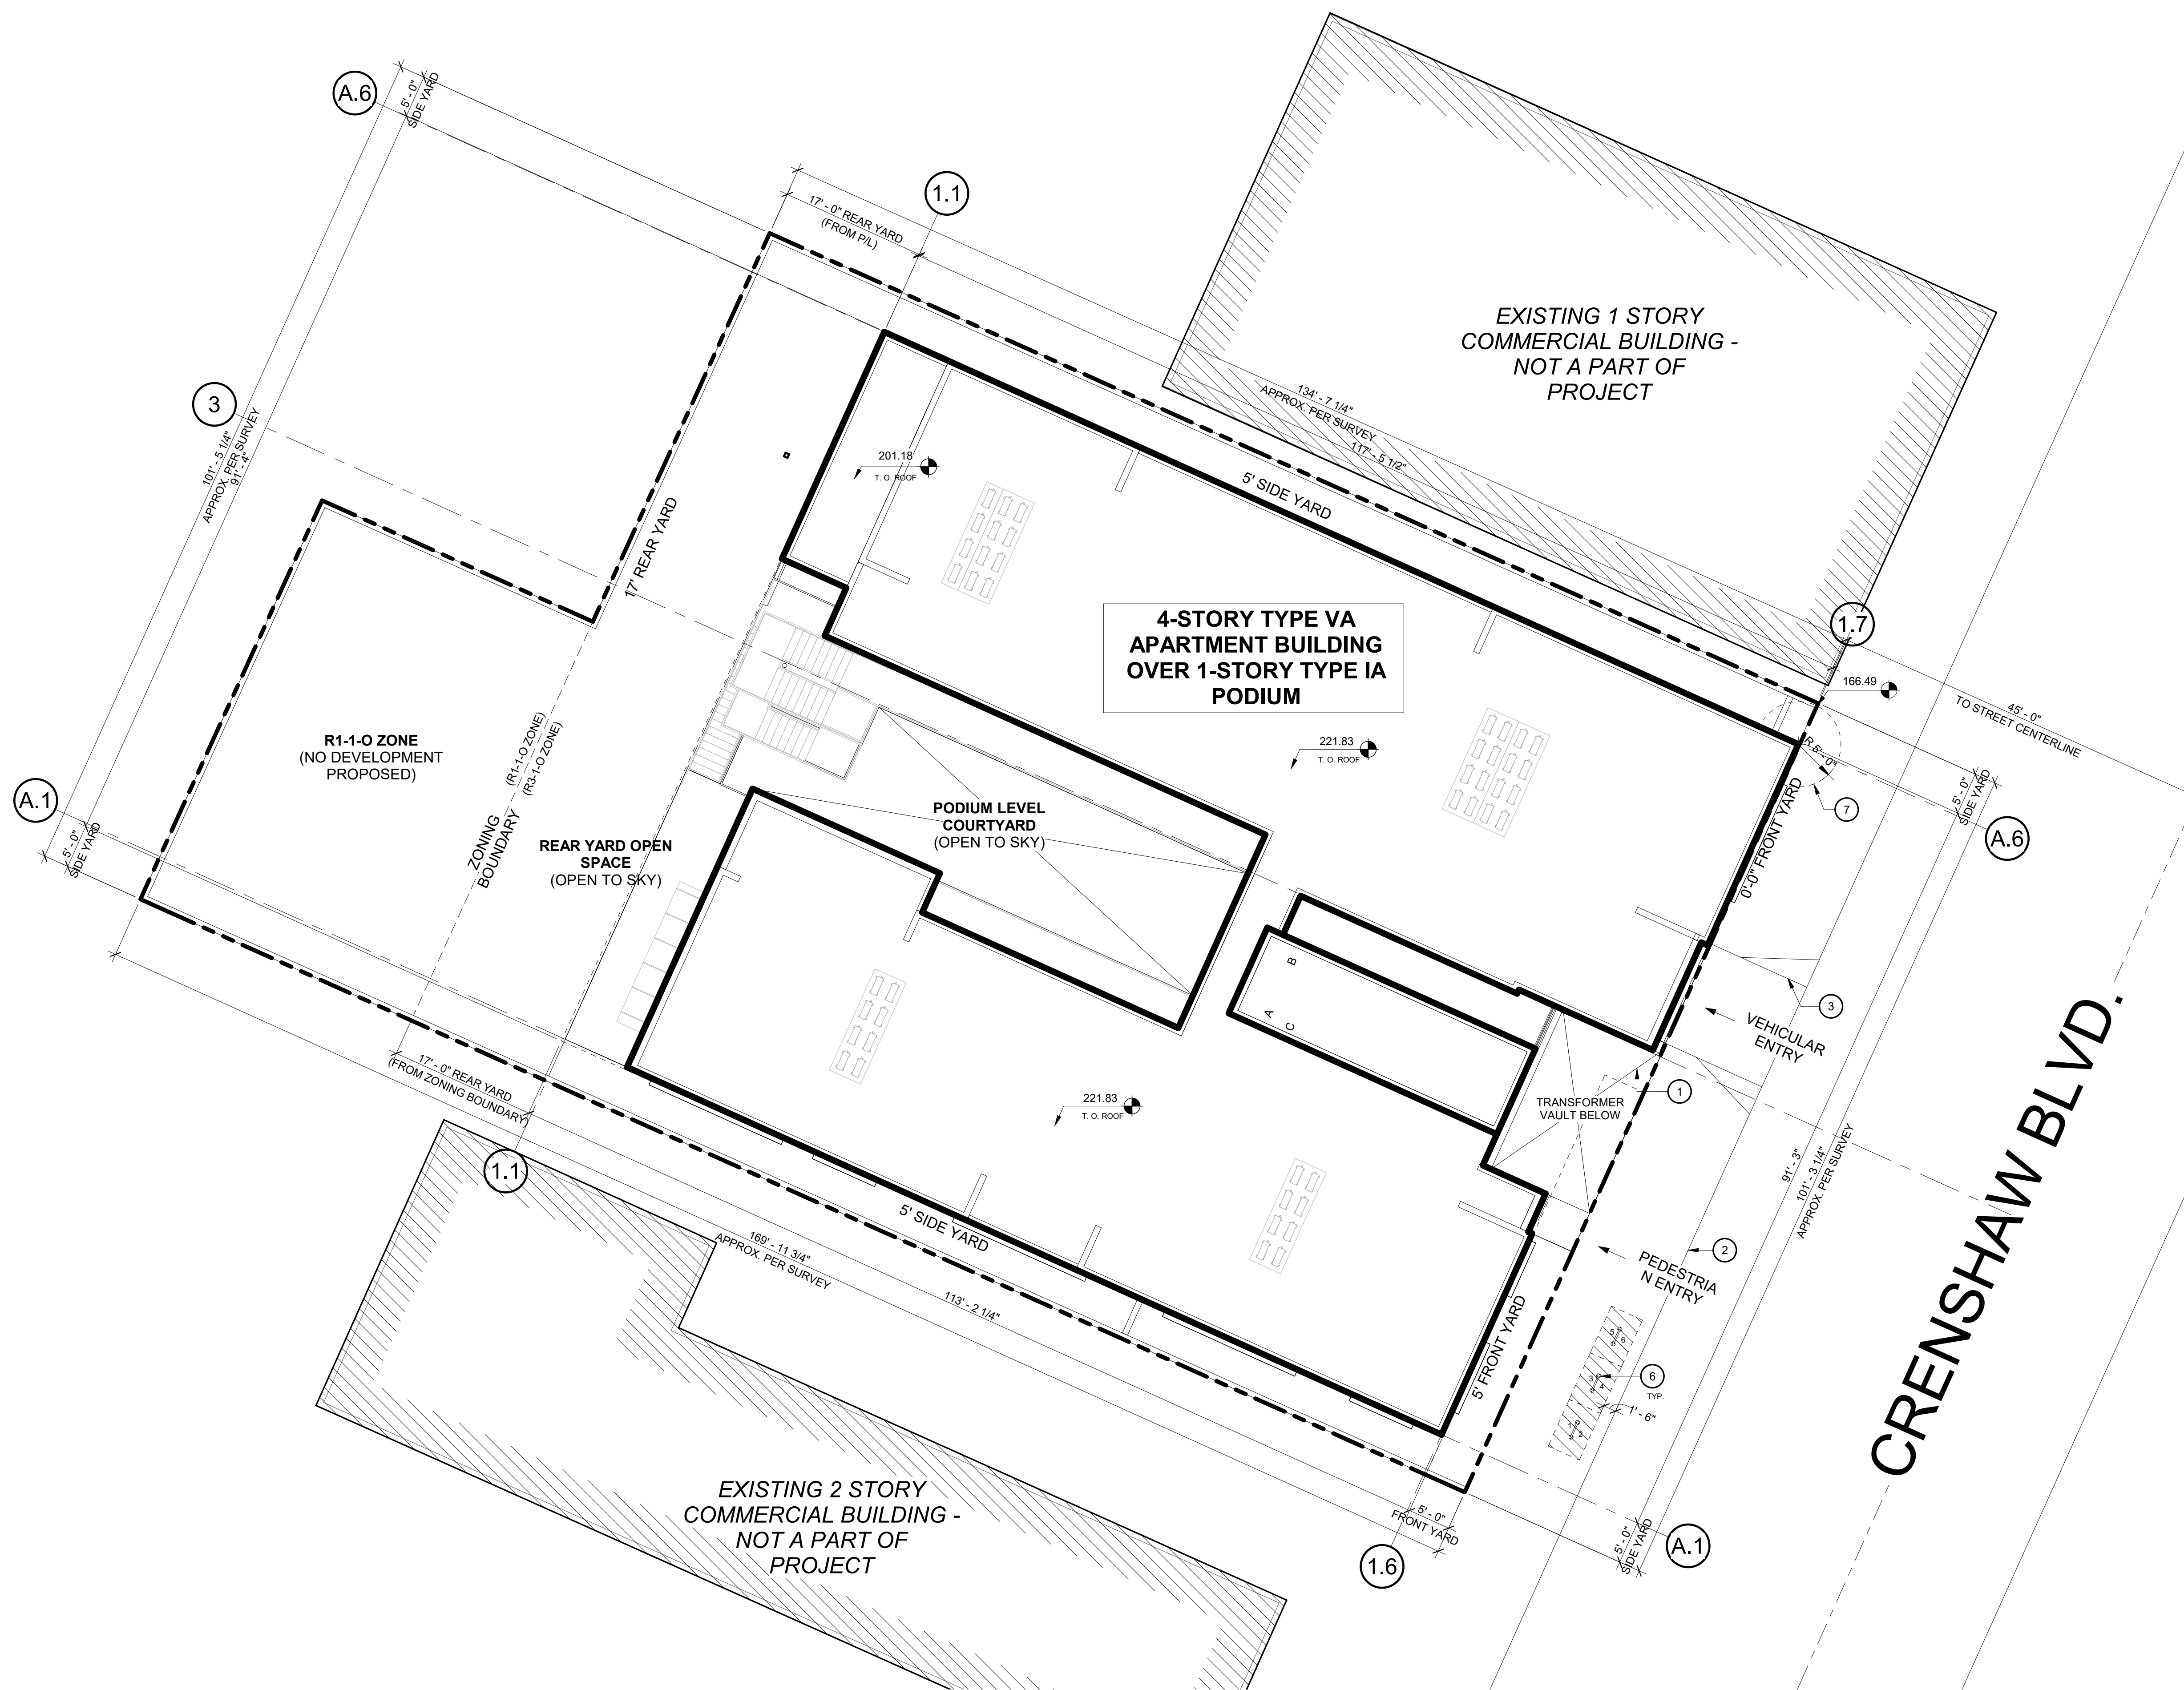 A.6
5' - 0"
SIDE YARD
1.1
17' - 0" REAR YARD
(FROM P/L)
EXISTING 1 STORY
COMMERCIAL BUILDING -
NOT A PART OF
PROJECT
3
101' - 5 1/4"
APPROX. PER SURVEY
91' - 4"
134' - 7 1/4"
APPROX. PER SURVEY
117' - 5 1/2"
201.18
T. O. ROOF
5' SIDE YARD
17' REAR YARD
4-STORY TYPE VA
APARTMENT BUILDING
OVER 1-STORY TYPE IA
PODIUM
1.7
166.49
45' - 0"
TO STREET CENTERLINE
R 5' - 0"
221.83
T. O. ROOF
R1-1-O ZONE
(NO DEVELOPMENT
PROPOSED)
(R1-1-O ZONE)
(R3-1-O ZONE)
ZONING
BOUNDARY
A.1
5' - 0"
SIDE YARD
REAR YARD OPEN
SPACE
(OPEN TO SKY)
PODIUM LEVEL
COURTYARD
(OPEN TO SKY)
0'-0" FRONT YARD
7
5' - 0"
SIDE YARD
A.6
B
A
C
3
VEHICULAR
ENTRY
CRENSHAW BLVD.
17' - 0" REAR YARD
(FROM ZONING BOUNDARY)
221.83
T. O. ROOF
TRANSFORMER
VAULT BELOW
1
1.1
91' - 3"
101' - 3 1/4"
APPROX. PER SURVEY
5' SIDE YARD
169' - 11 3/4"
APPROX. PER SURVEY
113' - 2 1/4"
2
PEDESTRIA
N ENTRY
5' FRONT YARD
5
6
3
4
1
2
6
TYP.
1' - 6"
EXISTING 2 STORY
COMMERCIAL BUILDING -
NOT A PART OF
PROJECT
5' - 0"
FRONT YARD
1.6
5' - 0"
SIDE YARD
A.1